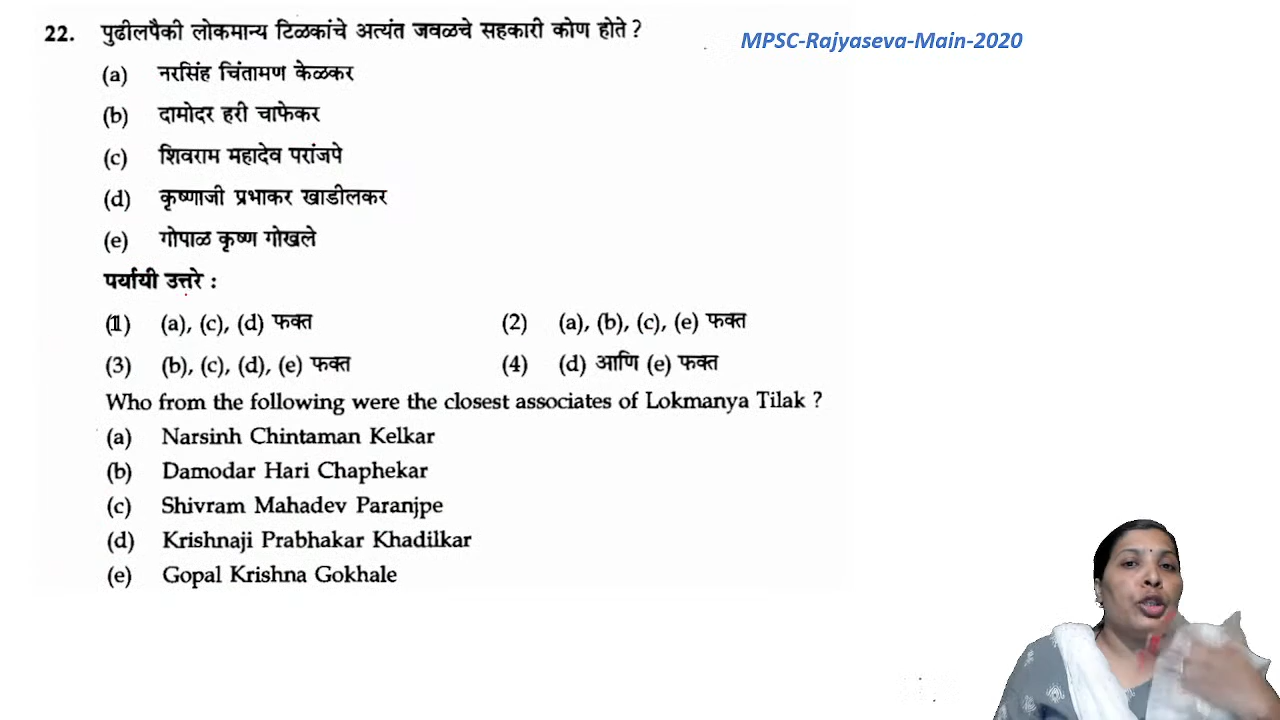 22. पुढीलपैकी लोकमान्य टिळकांचे अत्यंत जवळचे सहकारी कोण होते ?
MPSC-Rajyaseva-Main-2020
(a) नरसिंह चिंतामण केळकर
(b) दामोदर हरी चाफेकर
(c) शिवराम महादेव परांजपे
(d) कृष्णाजी प्रभाकर खाडीलकर
(e) गोपाळ कृष्ण गोखले
पर्यायी उत्तरे :
(1) (a), (c), (d) फक्त (2) (a), (b), (c), (e) फक्त
(3) (b), (c), (d), (e) फक्त (4) (d) आणि (e) फक्त
Who from the following were the closest associates of Lokmanya Tilak ?
(a) Narsinh Chintaman Kelkar
(b) Damodar Hari Chaphekar
(c) Shivram Mahadev Paranjpe
(d) Krishnaji Prabhakar Khadilkar
(e) Gopal Krishna Gokhale